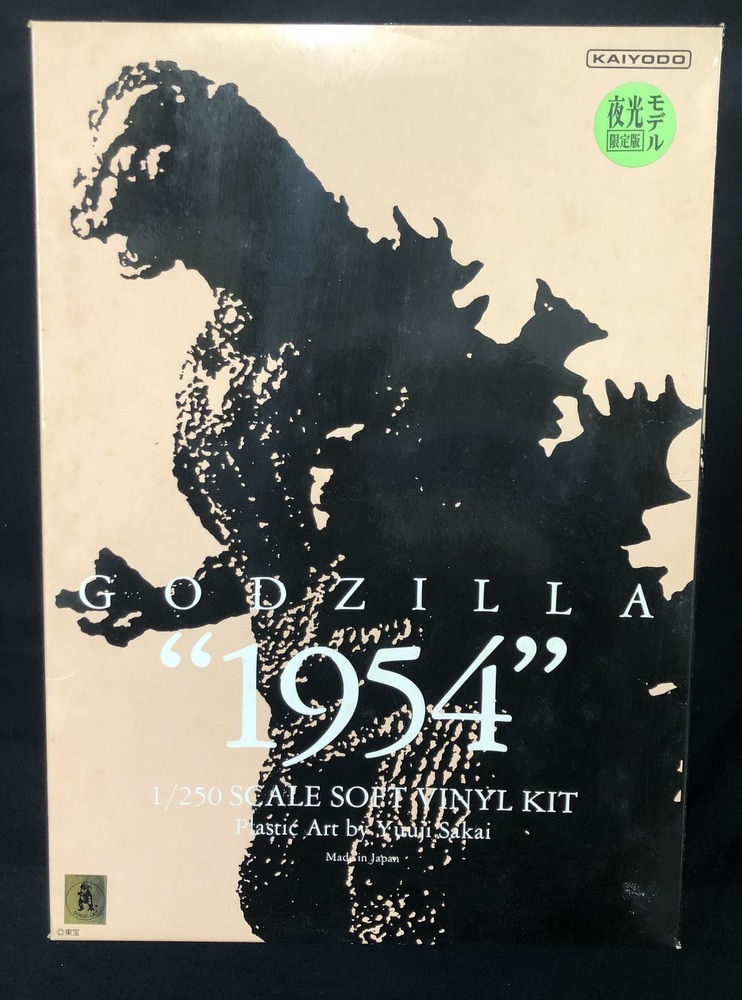 KAIYODO
夜光
モデル
限定版
GODZILLA
“1954”
1/250 SCALE SOFT VINYL KIT
Plastic Art by Yuuji Sakai
Made in Japan
©東宝